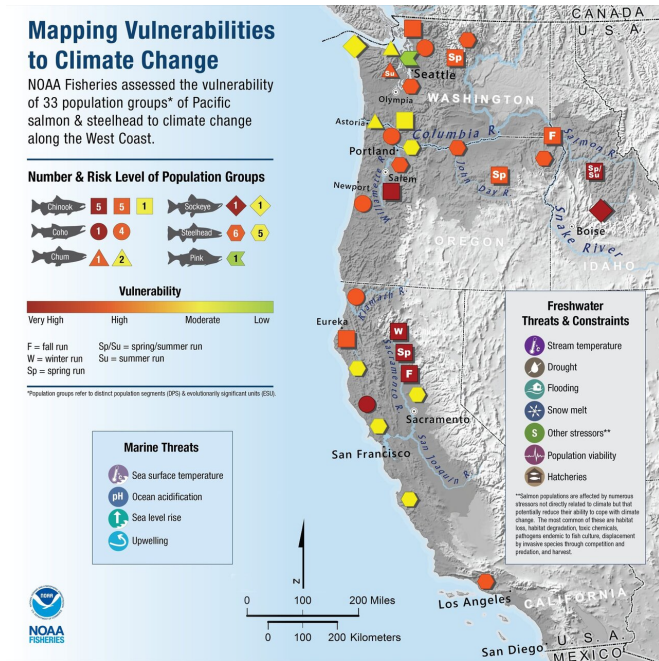 Mapping Vulnerabilities
to Climate Change
NOAA Fisheries assessed the vulnerability
of 33 population groups* of Pacific
salmon & steelhead to climate change
along the West Coast.
Number & Risk Level of Population Groups
Chinook 5 5 1
Sockeye 1 1
Coho 1 4
Steelhead 6 5
Chum 1 2
Pink 1
Vulnerability
Very High High Moderate Low
F = fall run
W = winter run
Sp = spring run
Sp/Su = spring/summer run
Su = summer run
*Population groups refer to distinct population segments (DPS) & evolutionarily significant units (ESU).
Marine Threats
Sea surface temperature
pH Ocean acidification
Sea level rise
Upwelling
NOAA
NOAA
FISHERIES
N
0 100 200 Miles
0 100 200 Kilometers
CANADA
U. S. A.
Sp
Su
Seattle
Olympia
WASHINGTON
Astoria
Columbia R.
Portland
F
Salmon R.
Salem
Sp
Sp/
Su
John Day R.
Newport
Willamette R.
Boise
Snake River
OREGON
IDAHO
Klamath R.
Eureka
W
Sp
F
Sacramento R.
Sacramento
San Francisco
San Joaquin R.
Los Angeles
CALIFORNIA
San Diego
U. S. A.
MEXICO
Freshwater
Threats & Constraints
Stream temperature
Drought
Flooding
Snow melt
S Other stressors**
Population viability
Hatcheries
**Salmon populations are affected by numerous
stressors not directly related to climate but that
potentially reduce their ability to cope with climate
change. The most common of these are habitat
loss, habitat degradation, toxic chemicals,
pathogens endemic to fish culture, displacement
by invasive species through competition and
predation, and harvest.